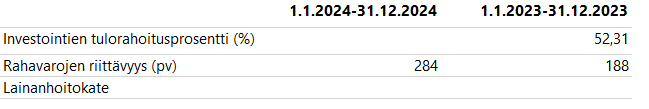 1.1.2024-31.12.2024 1.1.2023-31.12.2023
Investointien tulorahoitusprosentti (%) 52,31
Rahavarojen riittävyys (pv) 284 188
Lainanhoitokate